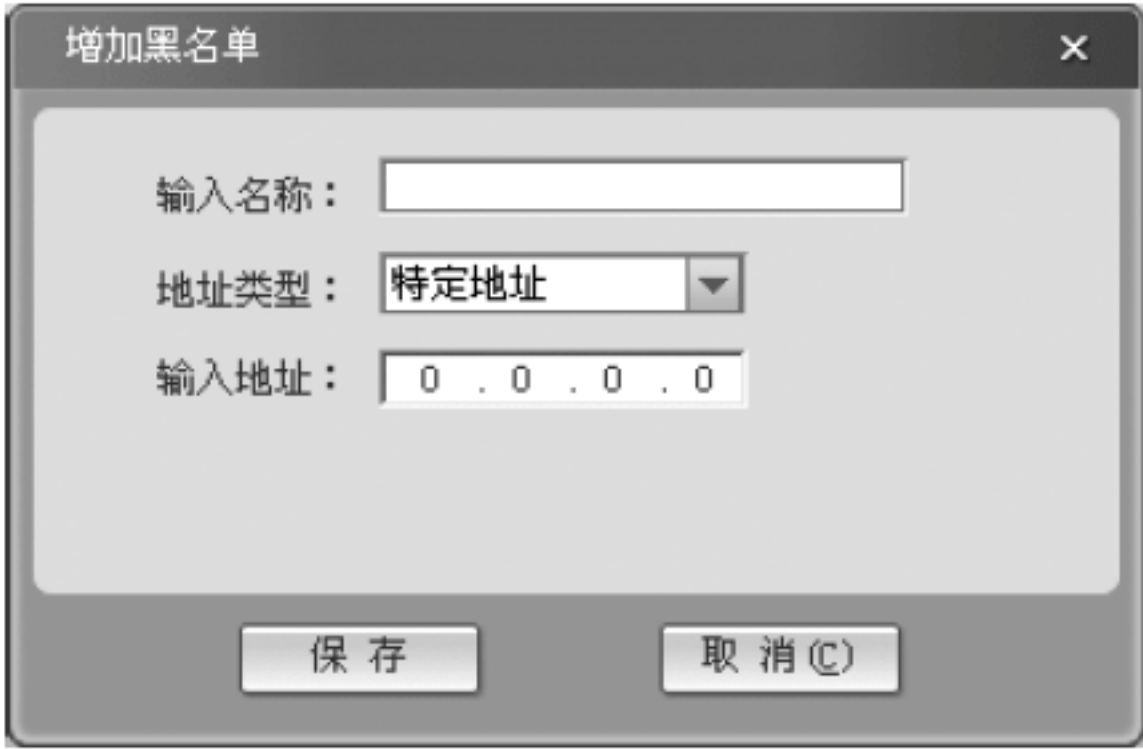 增加黑名单
输入名称：
地址类型： 特定地址
输入地址： 0 . 0 . 0 . 0
保 存 取 消(C)